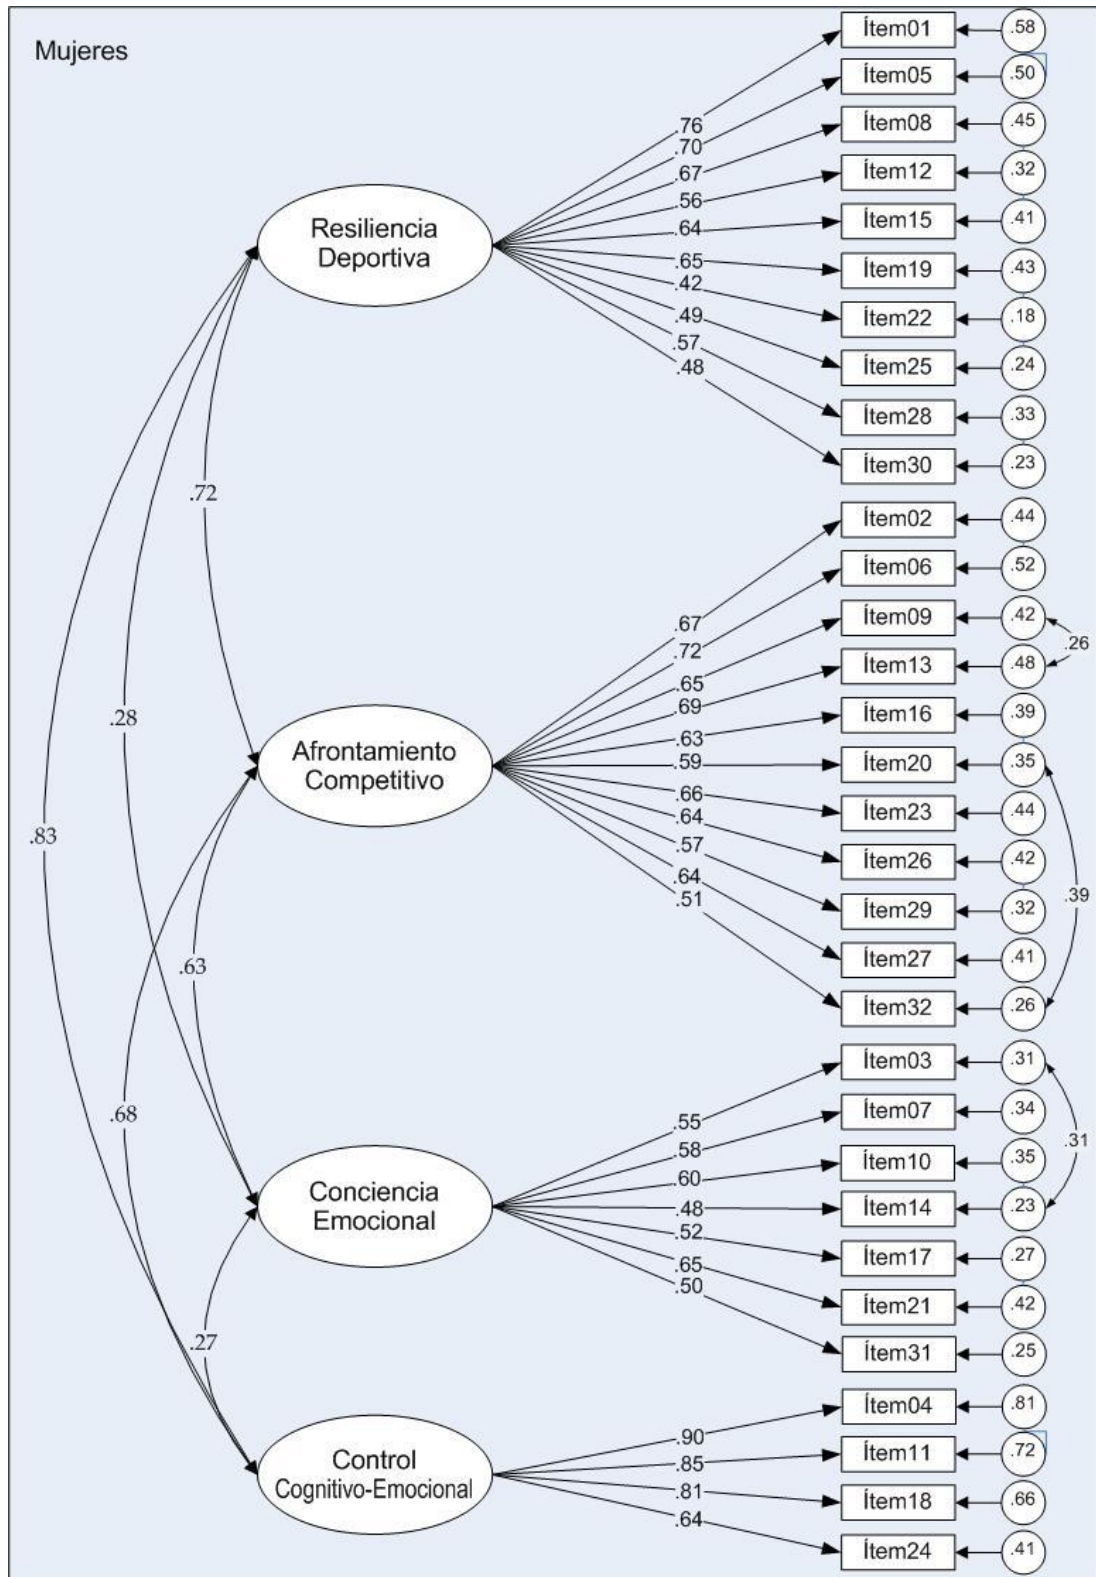 Mujeres
Resiliencia
Deportiva
.76
.70
.67
.56
.64
.65
.42
.49
.57
.48
Ítem01
.58
Ítem05
.50
Ítem08
.45
Ítem12
.32
Ítem15
.41
Ítem19
.43
Ítem22
.18
Ítem25
.24
Ítem28
.33
Ítem30
.23
.72
.28
.83
Afrontamiento
Competitivo
.67
.72
.65
.69
.63
.59
.66
.64
.57
.64
.51
Ítem02
.44
Ítem06
.52
Ítem09
.42
.26
Ítem13
.48
Ítem16
.39
Ítem20
.35
Ítem23
.44
Ítem26
.42
.39
Ítem29
.32
Ítem27
.41
Ítem32
.26
.63
.68
Conciencia
Emocional
.55
.58
.60
.48
.52
.65
.50
Ítem03
.31
Ítem07
.34
.31
Ítem10
.35
Ítem14
.23
Ítem17
.27
Ítem21
.42
Ítem31
.25
.27
Control
Cognitivo-Emocional
.90
.85
.81
.64
Ítem04
.81
Ítem11
.72
Ítem18
.66
Ítem24
.41